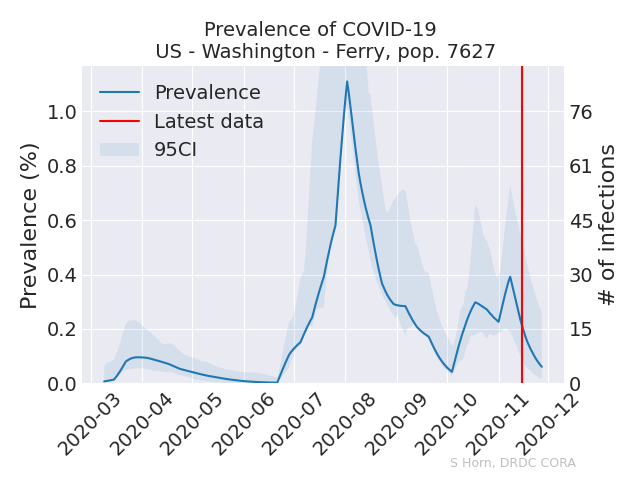 Prevalence of COVID-19
US - Washington - Ferry, pop. 7627
Prevalence
Latest data
95CI
Prevalence (%)
1.0
0.8
0.6
0.4
0.2
0.0
76
61
45
30
15
0
# of infections
2020-03
2020-04
2020-05
2020-06
2020-07
2020-08
2020-09
2020-10
2020-11
2020-12
S Horn, DRDC CORA